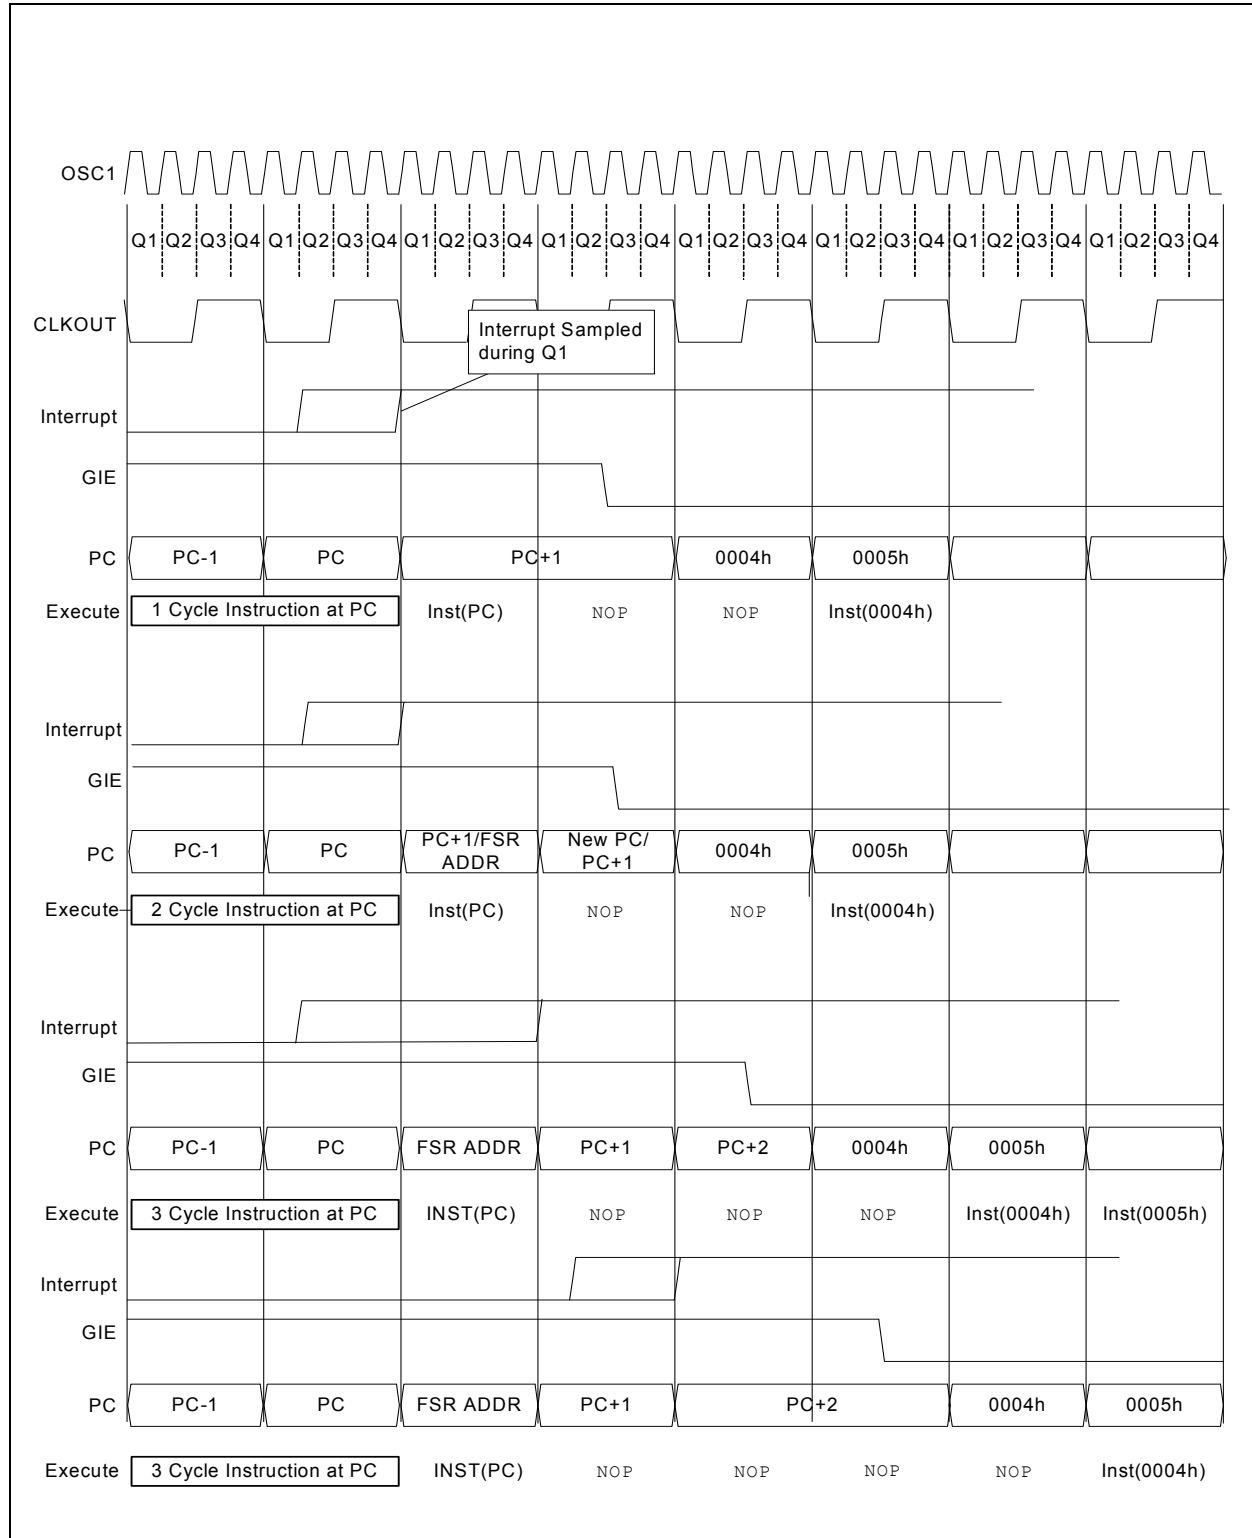 OSC1
Q1 Q2 Q3 Q4 Q1 Q2 Q3 Q4 Q1 Q2 Q3 Q4 Q1 Q2 Q3 Q4 Q1 Q2 Q3 Q4 Q1 Q2 Q3 Q4 Q1 Q2 Q3 Q4 Q1 Q2 Q3 Q4
CLKOUT
Interrupt Sampled
during Q1
Interrupt
GIE
PC PC-1 PC PC+1 0004h 0005h
Execute 1 Cycle Instruction at PC Inst(PC) NOP NOP Inst(0004h)
Interrupt
GIE
PC PC-1 PC PC+1/FSR ADDR New PC/ PC+1 0004h 0005h
Execute 2 Cycle Instruction at PC Inst(PC) NOP NOP Inst(0004h)
Interrupt
GIE
PC PC-1 PC FSR ADDR PC+1 PC+2 0004h 0005h
Execute 3 Cycle Instruction at PC INST(PC) NOP NOP NOP Inst(0004h) Inst(0005h)
Interrupt
GIE
PC PC-1 PC FSR ADDR PC+1 PC+2 0004h 0005h
Execute 3 Cycle Instruction at PC INST(PC) NOP NOP NOP NOP Inst(0004h)